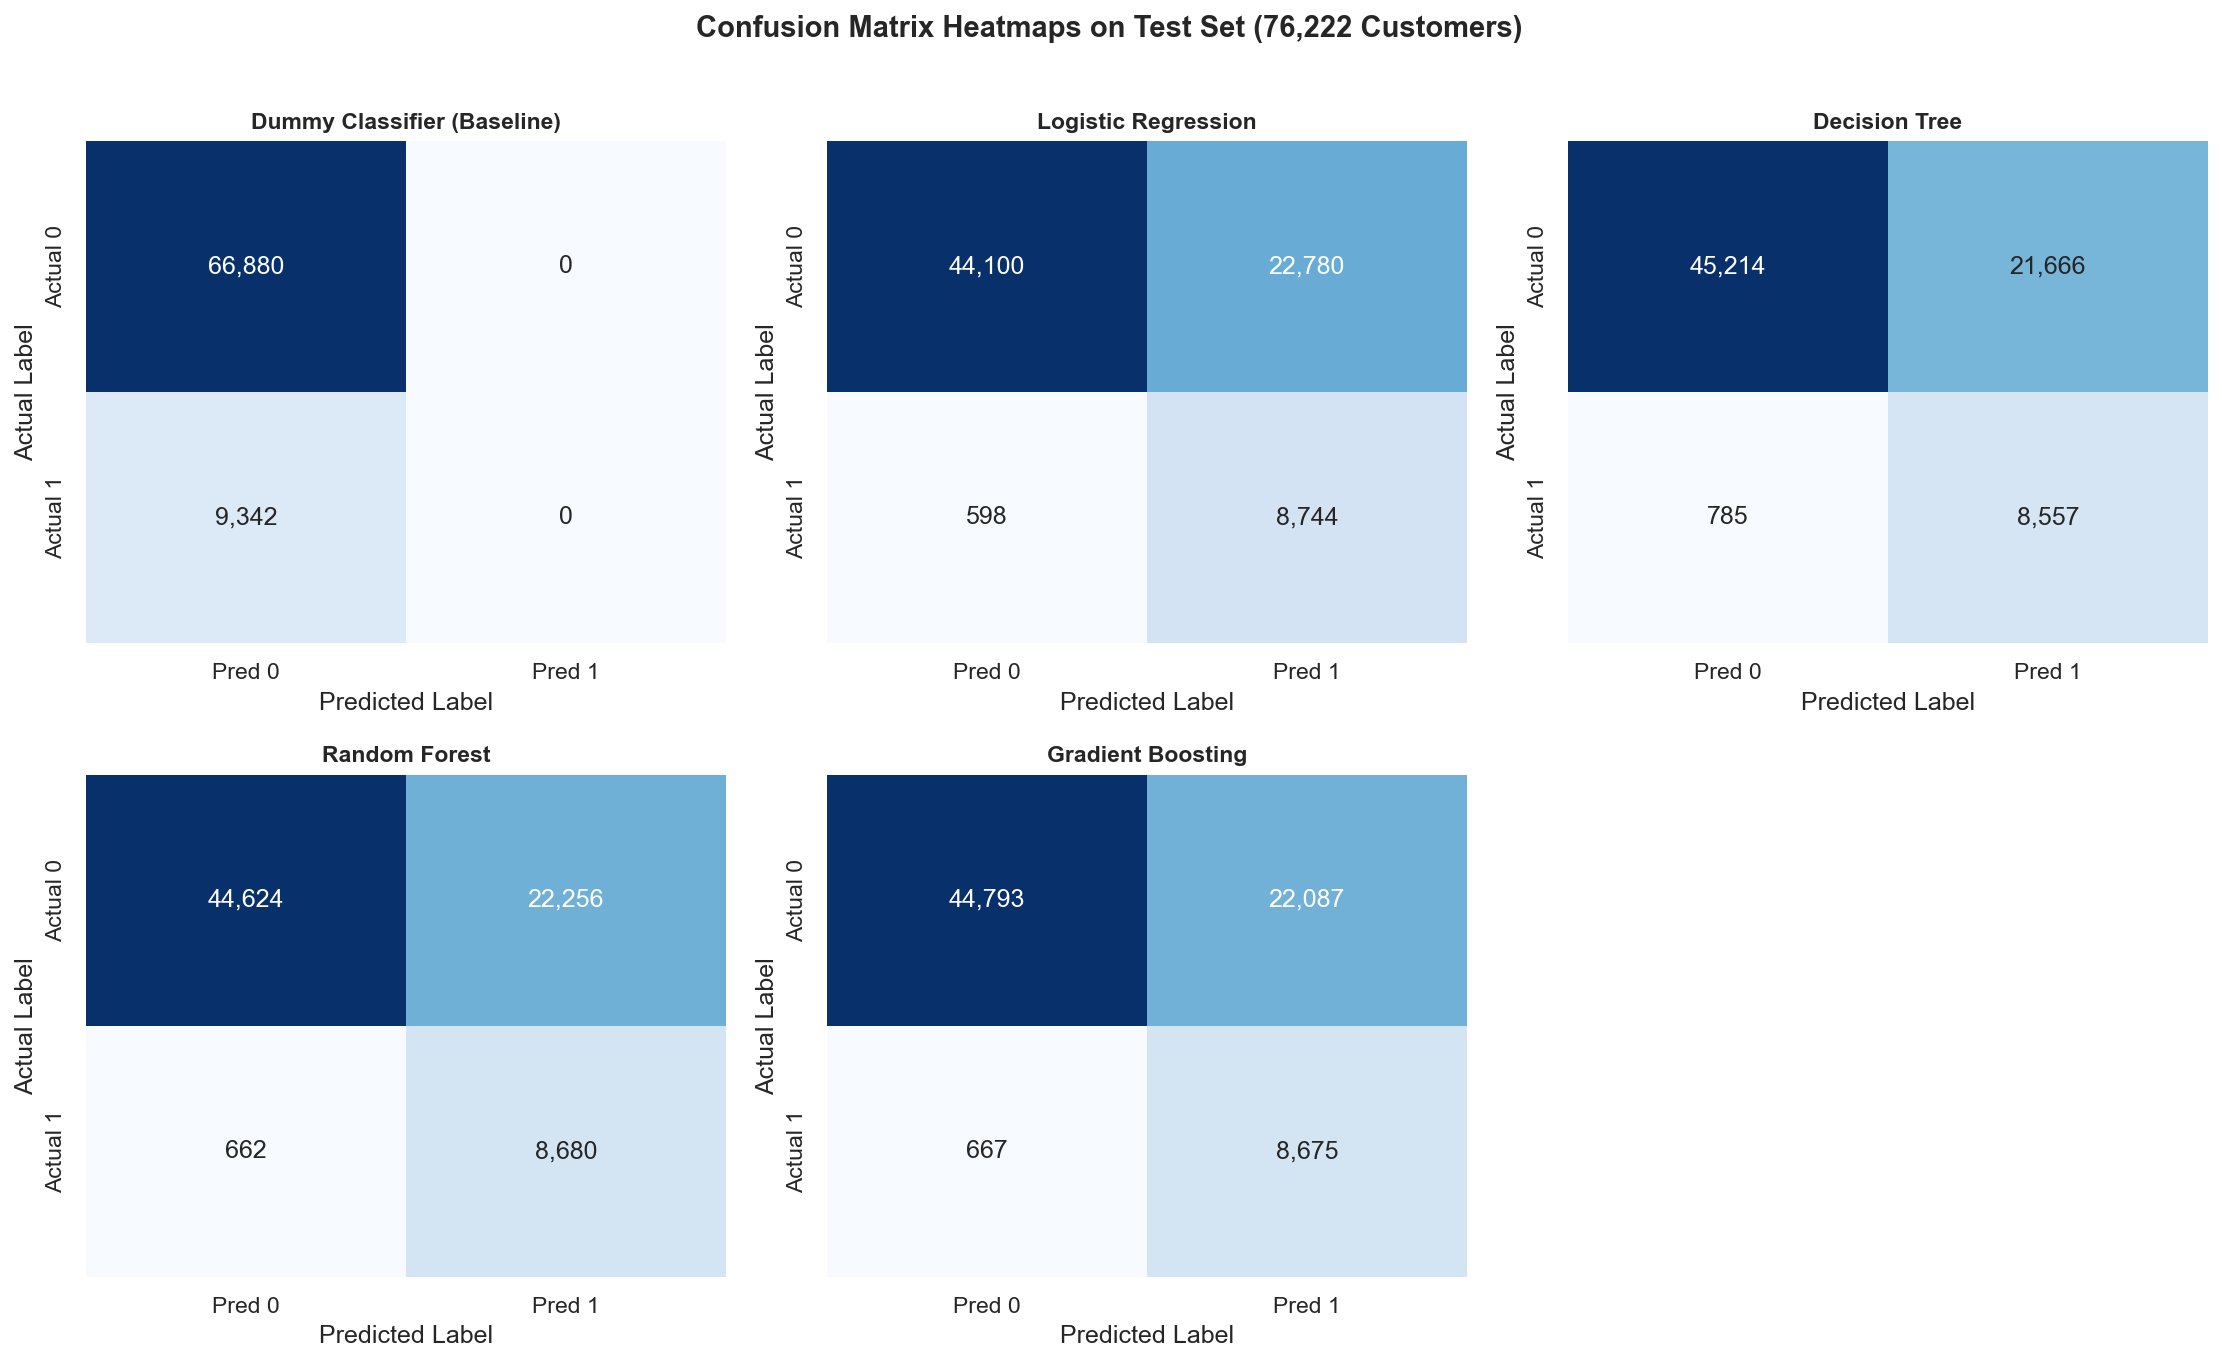 Confusion Matrix Heatmaps on Test Set (76,222 Customers)
Dummy Classifier (Baseline)
Actual Label
Actual 0
66,880
0
Actual 1
9,342
0
Pred 0
Pred 1
Predicted Label
Logistic Regression
Actual Label
Actual 0
44,100
22,780
Actual 1
598
8,744
Pred 0
Pred 1
Predicted Label
Decision Tree
Actual Label
Actual 0
45,214
21,666
Actual 1
785
8,557
Pred 0
Pred 1
Predicted Label
Random Forest
Actual Label
Actual 0
44,624
22,256
Actual 1
662
8,680
Pred 0
Pred 1
Predicted Label
Gradient Boosting
Actual Label
Actual 0
44,793
22,087
Actual 1
667
8,675
Pred 0
Pred 1
Predicted Label